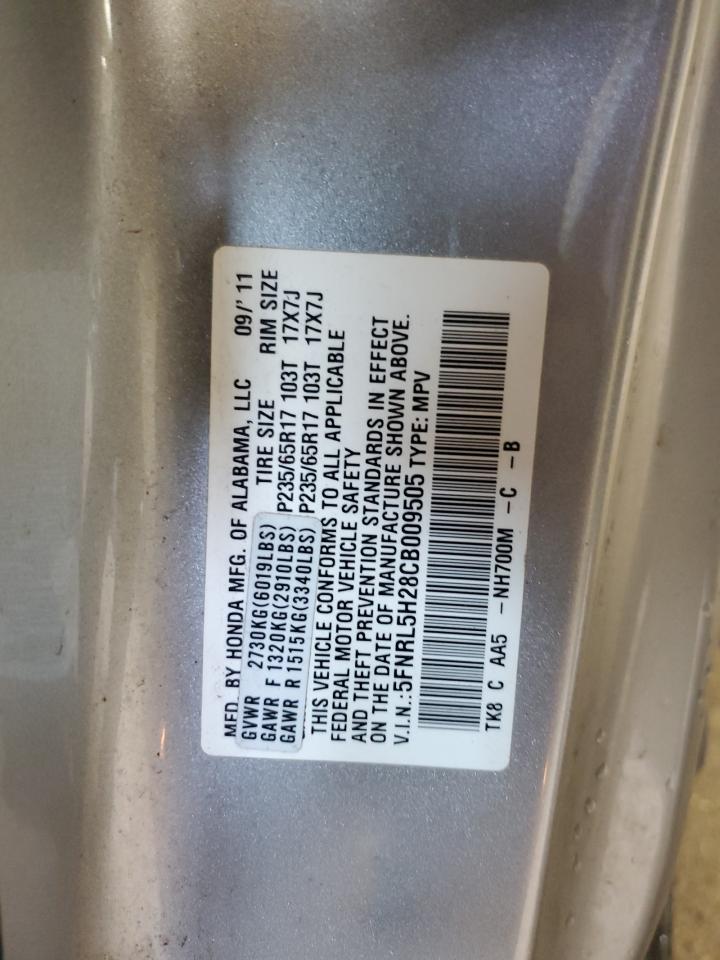 MFD. BY HONDA MFG. OF ALABAMA, LLC 09/'11
GVWR 2730KG(6019LBS) TIRE SIZE RIM SIZE
GAWR F 1320KG(2910LBS) P235/65R17 103T 17X7J
GAWR R 1515KG(3340LBS) P235/65R17 103T 17X7J
THIS VEHICLE CONFORMS TO ALL APPLICABLE
FEDERAL MOTOR VEHICLE SAFETY
AND THEFT PREVENTION STANDARDS IN EFFECT
ON THE DATE OF MANUFACTURE SHOWN ABOVE.
V.I.N.:5FNRL5H28CB009505 TYPE: MPV
TK8 C AA5 -NH700M -C -B